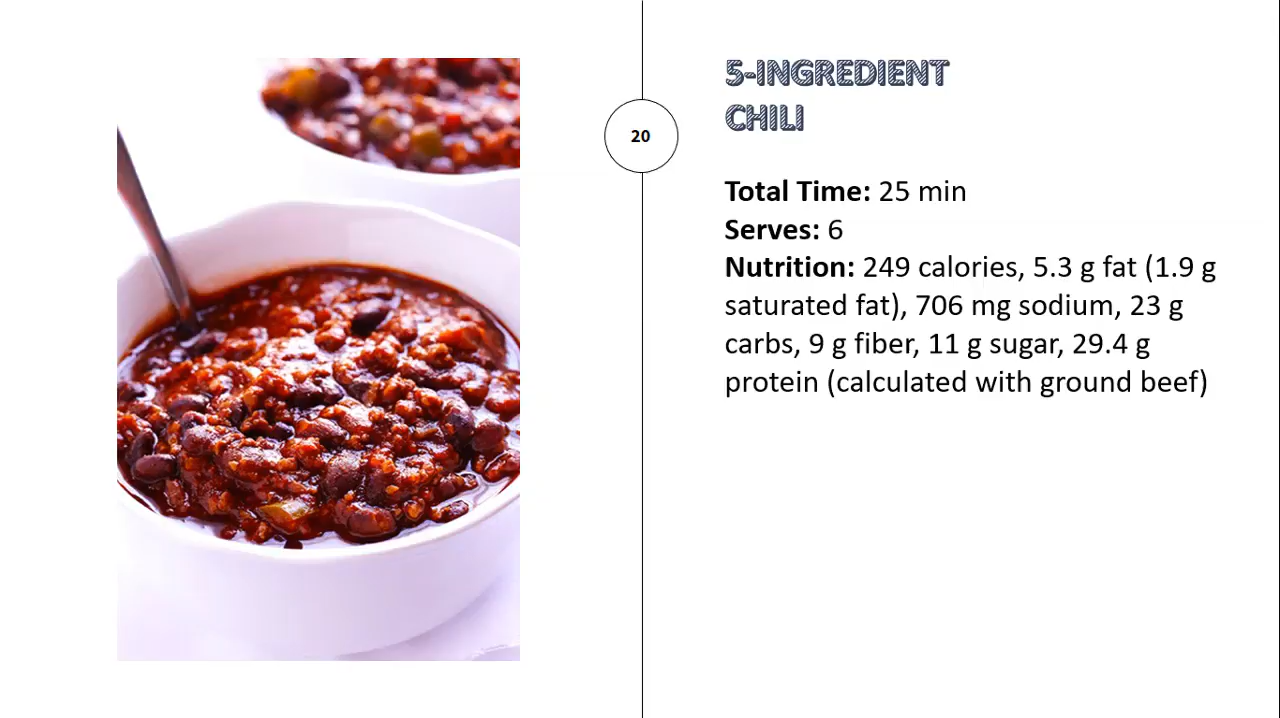 5-INGREDIENT
CHILI
20
Total Time: 25 min
Serves: 6
Nutrition: 249 calories, 5.3 g fat (1.9 g
saturated fat), 706 mg sodium, 23 g
carbs, 9 g fiber, 11 g sugar, 29.4 g
protein (calculated with ground beef)